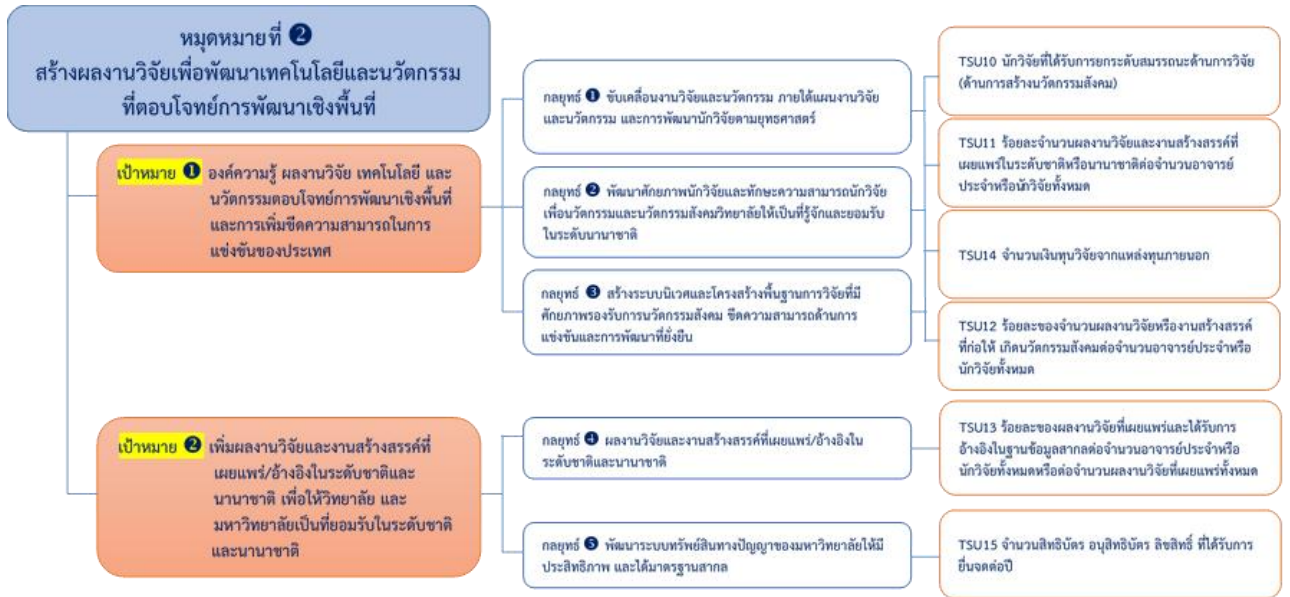 หมุดหมายที่ ❷
สร้างผลงานวิจัยเพื่อพัฒนาเทคโนโลยีและนวัตกรรม
ที่ตอบโจทย์การพัฒนาเชิงพื้นที่
เป้าหมาย ❶ องค์ความรู้ ผลงานวิจัย เทคโนโลยี และ
นวัตกรรมตอบโจทย์การพัฒนาเชิงพื้นที่
และการเพิ่มขีดความสามารถในการ
แข่งขันของประเทศ
กลยุทธ์ ❶ ขับเคลื่อนงานวิจัยและนวัตกรรม ภายใต้แผนงานวิจัย
และนวัตกรรม และการพัฒนานักวิจัยตามยุทธศาสตร์
กลยุทธ์ ❷ พัฒนาศักยภาพนักวิจัยและทักษะความสามารถนักวิจัย
เพื่อนวัตกรรมและนวัตกรรมสังคมวิทยาลัยให้เป็นที่รู้จักและยอมรับ
ในระดับนานาชาติ
กลยุทธ์ ❸ สร้างระบบนิเวศและโครงสร้างพื้นฐานการวิจัยที่มี
ศักยภาพรองรับการนวัตกรรมสังคม ขีดความสามารถด้านการ
แข่งขันและการพัฒนาที่ยั่งยืน
TSU10 นักวิจัยที่ได้รับการยกระดับสมรรถนะด้านการวิจัย
(ด้านการสร้างนวัตกรรมสังคม)
TSU11 ร้อยละจำนวนผลงานวิจัยและงานสร้างสรรค์ที่
เผยแพร่ในระดับชาติหรือนานาชาติต่อจำนวนอาจารย์
ประจำหรือนักวิจัยทั้งหมด
TSU14 จำนวนเงินทุนวิจัยจากแหล่งทุนภายนอก
TSU12 ร้อยละของจำนวนผลงานวิจัยหรืองานสร้างสรรค์
ที่ก่อให้ เกิดนวัตกรรมสังคมต่อจำนวนอาจารย์ประจำหรือ
นักวิจัยทั้งหมด
เป้าหมาย ❷ เพิ่มผลงานวิจัยและงานสร้างสรรค์ที่
เผยแพร่/อ้างอิงในระดับชาติและ
นานาชาติ เพื่อให้วิทยาลัย และ
มหาวิทยาลัยเป็นที่ยอมรับในระดับชาติ
และนานาชาติ
กลยุทธ์ ❹ ผลงานวิจัยและงานสร้างสรรค์ที่เผยแพร่/อ้างอิงใน
ระดับชาติและนานาชาติ
กลยุทธ์ ❺ พัฒนาระบบทรัพย์สินทางปัญญาของมหาวิทยาลัยให้มี
ประสิทธิภาพ และได้มาตรฐานสากล
TSU13 ร้อยละของผลงานวิจัยที่เผยแพร่และได้รับการ
อ้างอิงในฐานข้อมูลสากลต่อจำนวนอาจารย์ประจำหรือ
นักวิจัยทั้งหมดหรือต่อจำนวนผลงานวิจัยที่เผยแพร่ทั้งหมด
TSU15 จำนวนสิทธิบัตร อนุสิทธิบัตร ลิขสิทธิ์ ที่ได้รับการ
ยื่นจดต่อปี